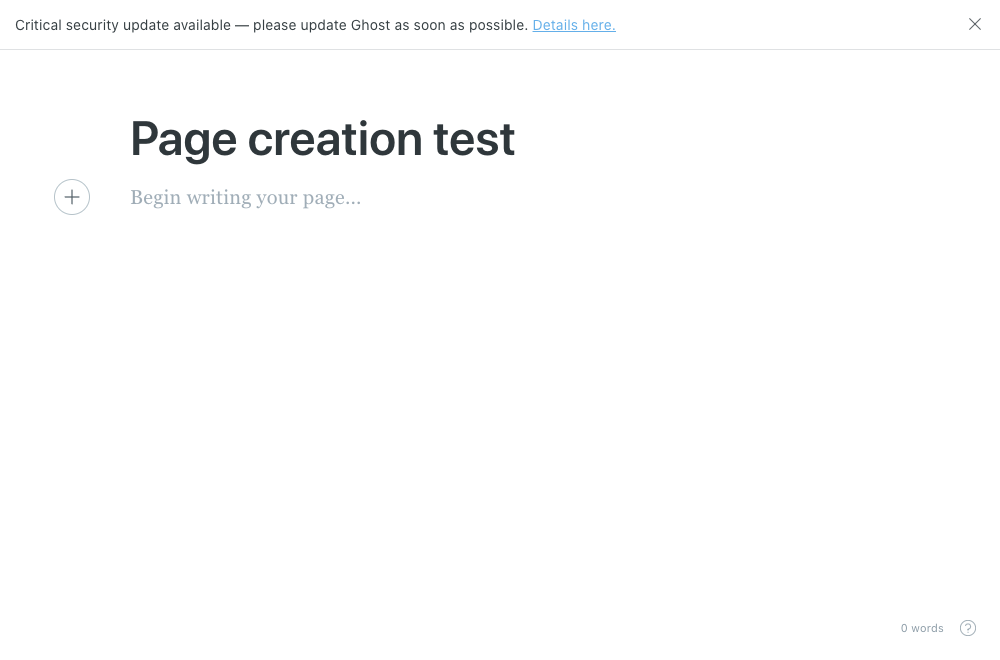 Critical security update available — please update Ghost as soon as possible. Details here.
Page creation test
Begin writing your page...
0 words
?